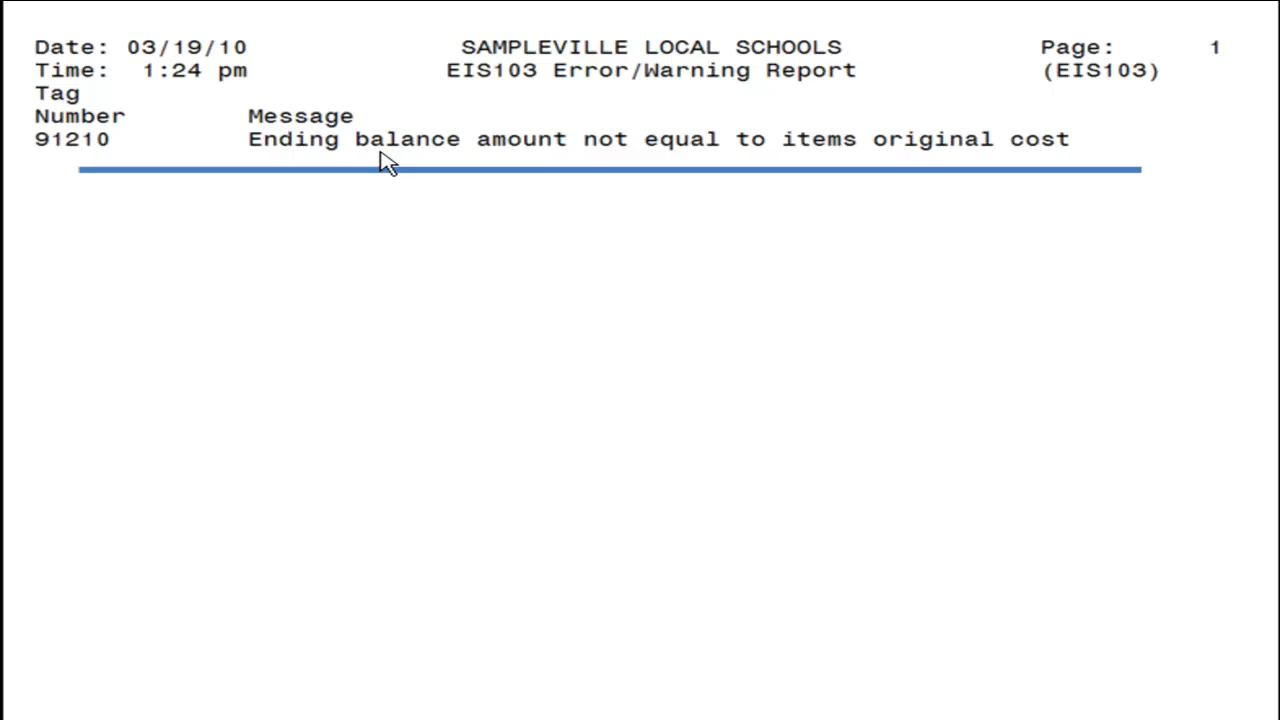 Date: 03/19/10 SAMPLEVILLE LOCAL SCHOOLS Page: 1
Time: 1:24 pm EIS103 Error/Warning Report (EIS103)
Tag
Number Message
91210 Ending balance amount not equal to items original cost